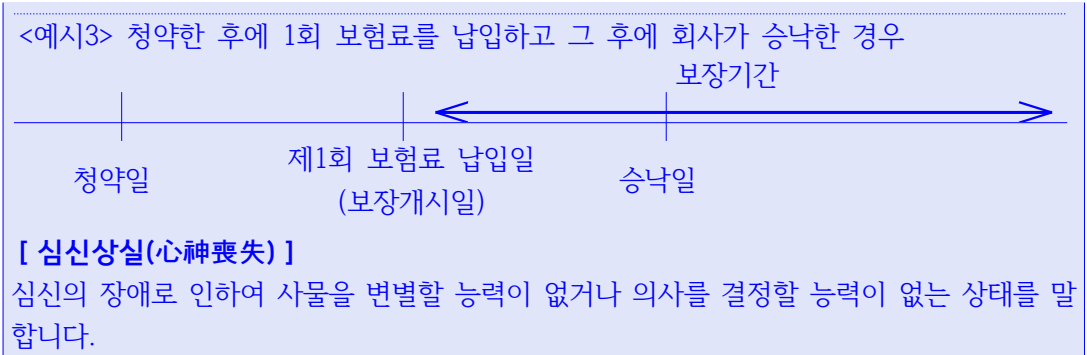 <예시3> 청약한 후에 1회 보험료를 납입하고 그 후에 회사가 승낙한 경우
보장기간
청약일
제1회 보험료 납입일
(보장개시일)
승낙일
[ 심신상실(心神喪失) ]
심신의 장애로 인하여 사물을 변별할 능력이 없거나 의사를 결정할 능력이 없는 상태를 말
합니다.